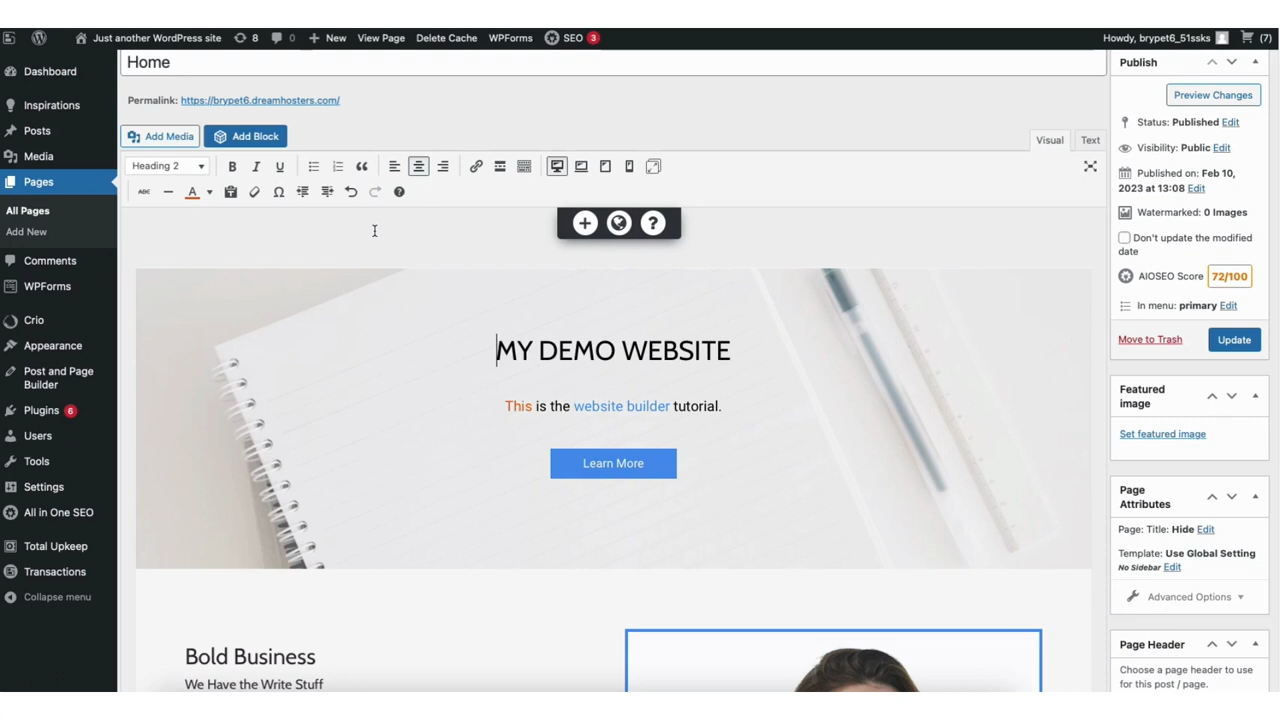 Just another WordPress site 8 0 New View Page Delete Cache WPForms SEO 3 Howdy, brypet6_51ssks (7)
Dashboard
Inspirations
Posts
Media
Pages
All Pages
Add New
Comments
WPForms
Crio
Appearance
Post and Page
Builder
Plugins 6
Users
Tools
Settings
All in One SEO
Total Upkeep
Transactions
Collapse menu
Home
Permalink: https://brypet6.dreamhosters.com/
Add Media Add Block
Visual Text
Heading 2 B I U
ABC A
MY DEMO WEBSITE
This is the website builder tutorial.
Learn More
Bold Business
We Have the Write Stuff
Publish
Preview Changes
Status: Published Edit
Visibility: Public Edit
Published on: Feb 10,
2023 at 13:08 Edit
Watermarked: 0 Images
Don't update the modified
date
AIOSEO Score 72/100
In menu: primary Edit
Move to Trash Update
Featured
image
Set featured image
Page
Attributes
Page: Title: Hide Edit
Template: Use Global Setting
No Sidebar Edit
Advanced Options
Page Header
Choose a page header to use
for this post / page.